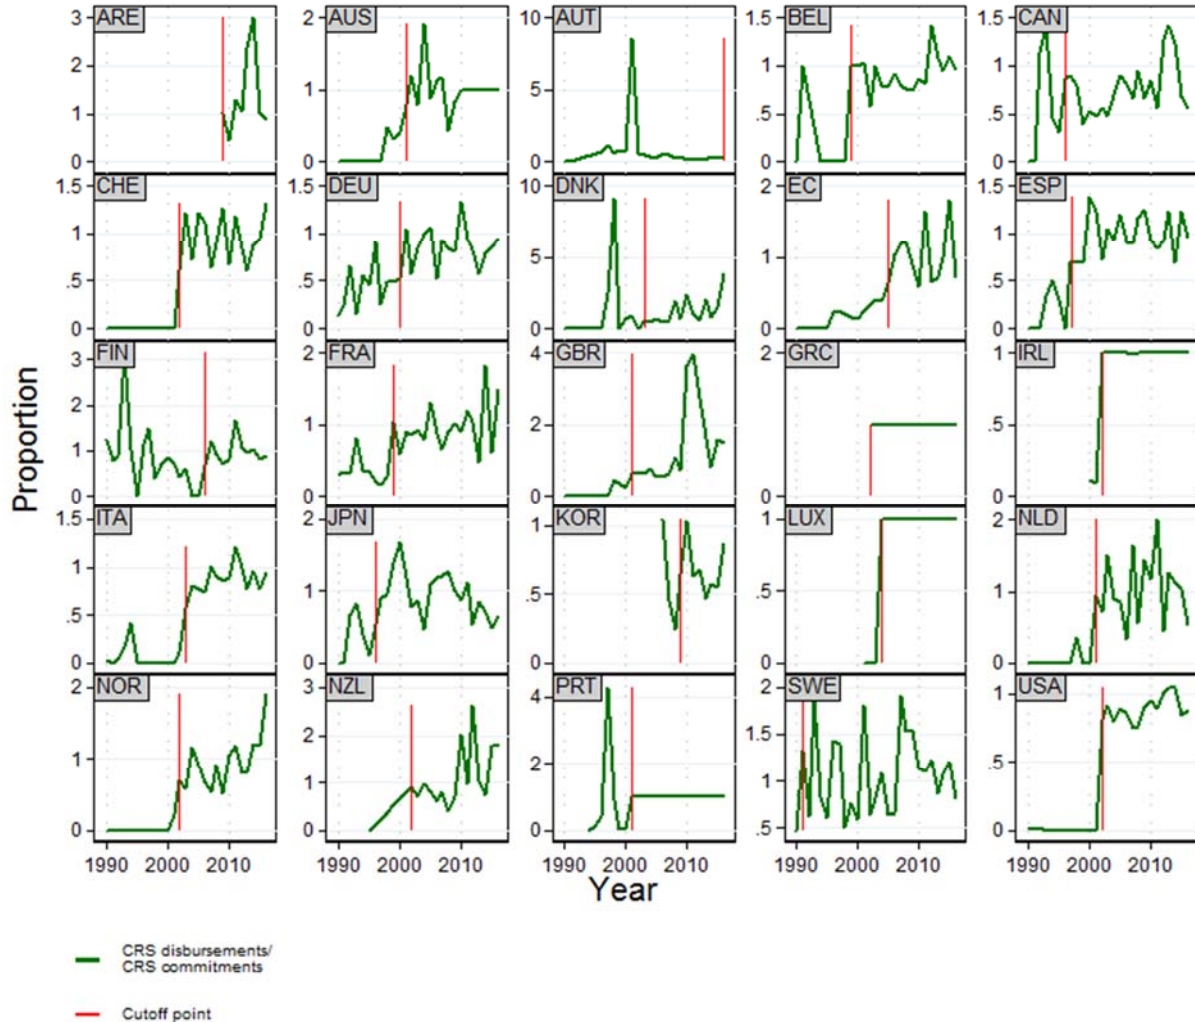 ARE AUS AUT BEL CAN
3 2 10 1.5 1.5
2 1 5 1 1
1 .5 .5
0 0 0 0 0
CHE DEU DNK EC ESP
1.5 1.5 10 2 1.5
1 1 5 1 1
.5 .5 .5
0 0 0 0 0
FIN FRA GBR GRC IRL
3 2 4 2 1
2 1 2 .5
1
0 0 0 0 0
ITA JPN KOR LUX NLD
1.5 2 1 1 2
1 1 .5 .5 1
.5
0 0 0 0 0
NOR NZL PRT SWE USA
2 3 4 2 1
1 2 2 1.5 .5
1 1
0 0 0 .5 0
1990 2000 2010 1990 2000 2010 1990 2000 2010 1990 2000 2010 1990 2000 2010
Proportion
Year
CRS disbursements/
CRS commitments
Cutoff point